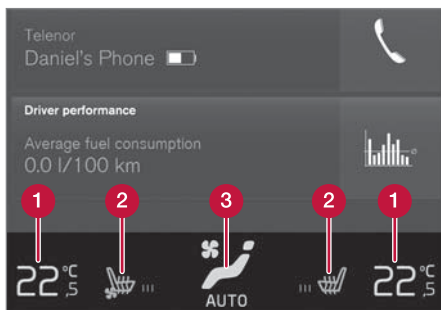 Telenor
Daniel's Phone
Driver performance
Average fuel consumption
0.0 l/100 km
1 2 3 2 1
22,5 °C 22,5 °C
AUTO